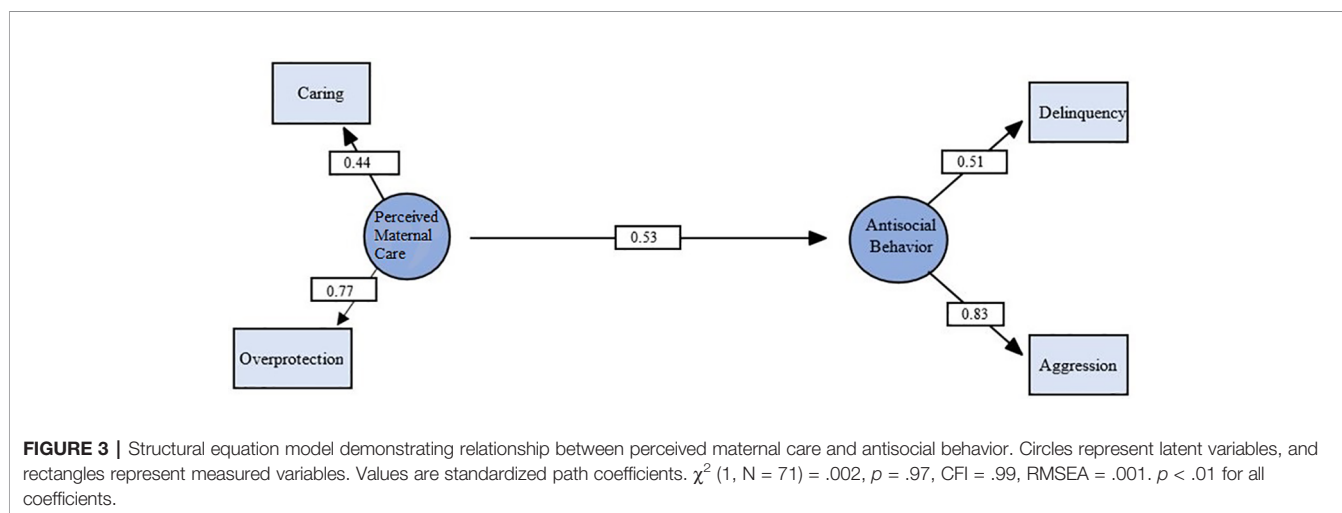 Caring
Delinquency
0.44
0.51
Perceived
Maternal
Care
0.53
Antisocial
Behavior
0.77
0.83
Overprotection
Aggression
FIGURE 3 | Structural equation model demonstrating relationship between perceived maternal care and antisocial behavior. Circles represent latent variables, and
rectangles represent measured variables. Values are standardized path coefficients. χ² (1, N = 71) = .002, p = .97, CFI = .99, RMSEA = .001. p < .01 for all
coefficients.